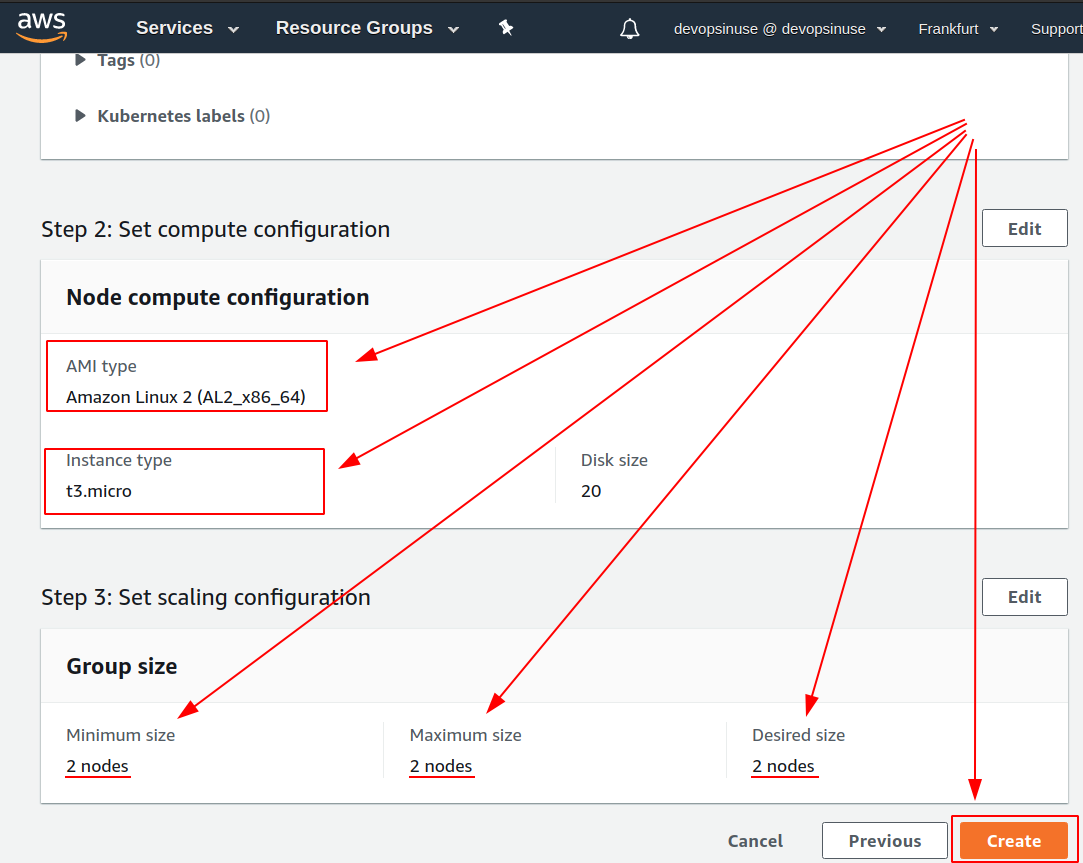 aws Services Resource Groups devopsinuse @ devopsinuse Frankfurt Support
Tags (0)
Kubernetes labels (0)
Step 2: Set compute configuration Edit
Node compute configuration
AMI type
Amazon Linux 2 (AL2_x86_64)
Instance type Disk size
t3.micro 20
Step 3: Set scaling configuration Edit
Group size
Minimum size Maximum size Desired size
2 nodes 2 nodes 2 nodes
Cancel Previous Create